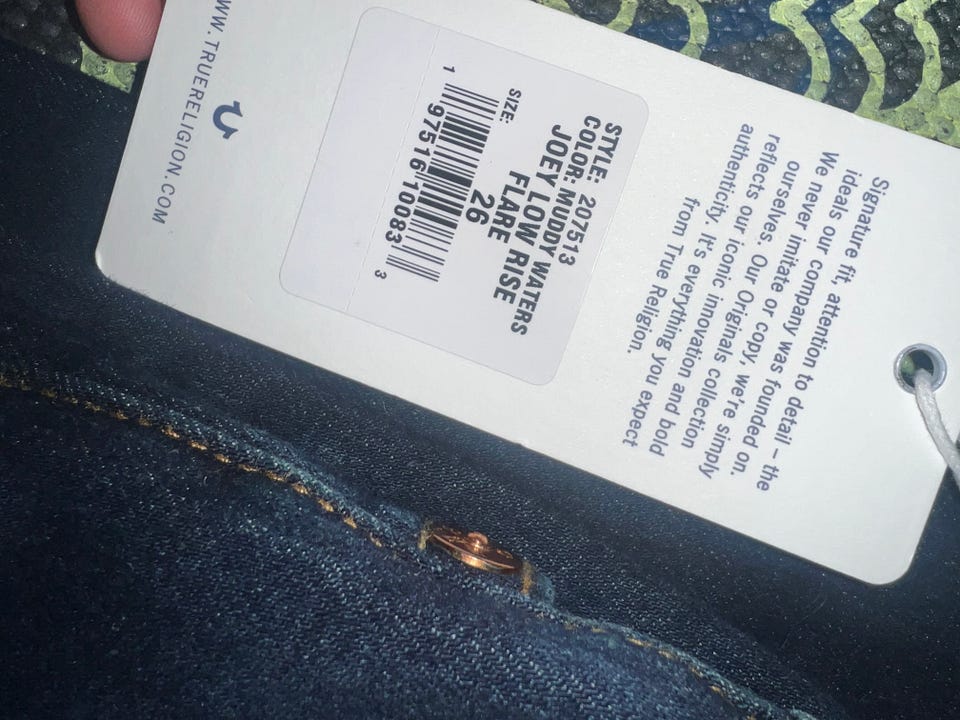 Signature fit, attention to detail – the
ideals our company was founded on.
We never imitate or copy, we're simply
ourselves. Our Originals collection
reflects our iconic innovation and bold
authenticity, it's everything you expect
from True Religion.
STYLE: 207513
COLOR: MUDDY WATERS
JOEY LOW RISE
FLARE
SIZE: 26
1 97516 10083 3
WW.TRUERELIGION.COM